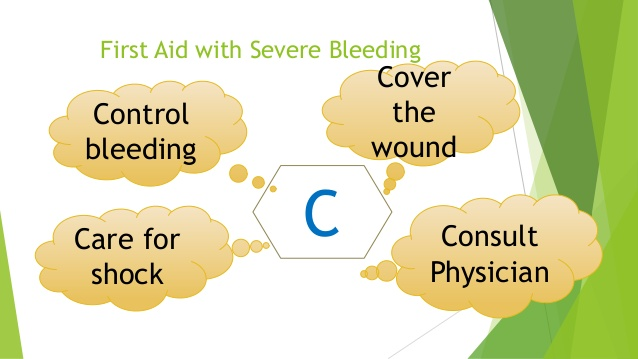 First Aid with Severe Bleeding
Control
bleeding
Cover
the
wound
C
Care for
shock
Consult
Physician